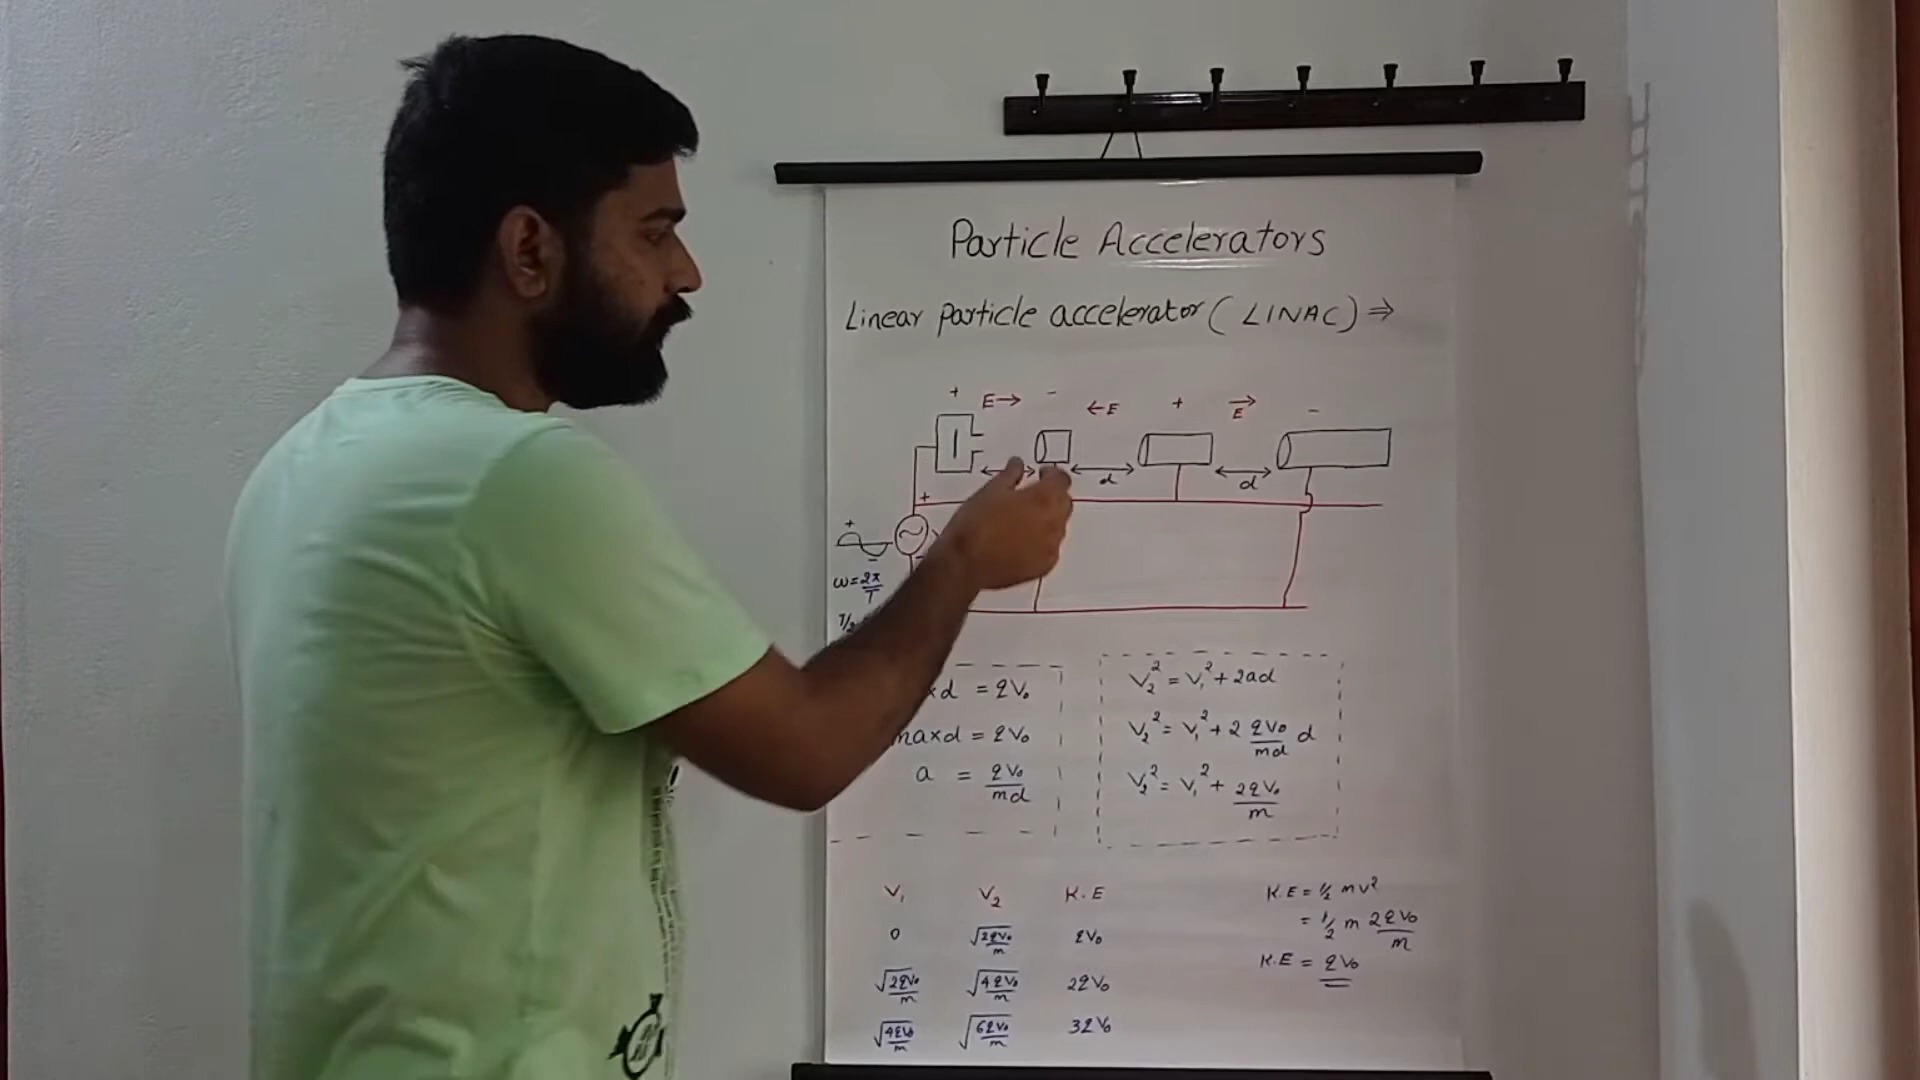 Particle Accelerators
Linear particle accelerator (LINAC) ⇒
+ E→ - ←E + →E -
d d
+
+
~
-
ω=2π/T
T/2
xd = qV₀
maxd = qV₀
a = qV₀/md
V₂² = V₁² + 2ad
V₂² = V₁² + 2 qV₀/md d
V₂² = V₁² + 2qV₀/m
V₁ V₂ K.E
0 √2qV₀/m qV₀
√2qV₀/m √4qV₀/m 2qV₀
√4qV₀/m √6qV₀/m 3qV₀
K.E = ½ mv²
= ½ m 2qV₀/m
K.E = qV₀